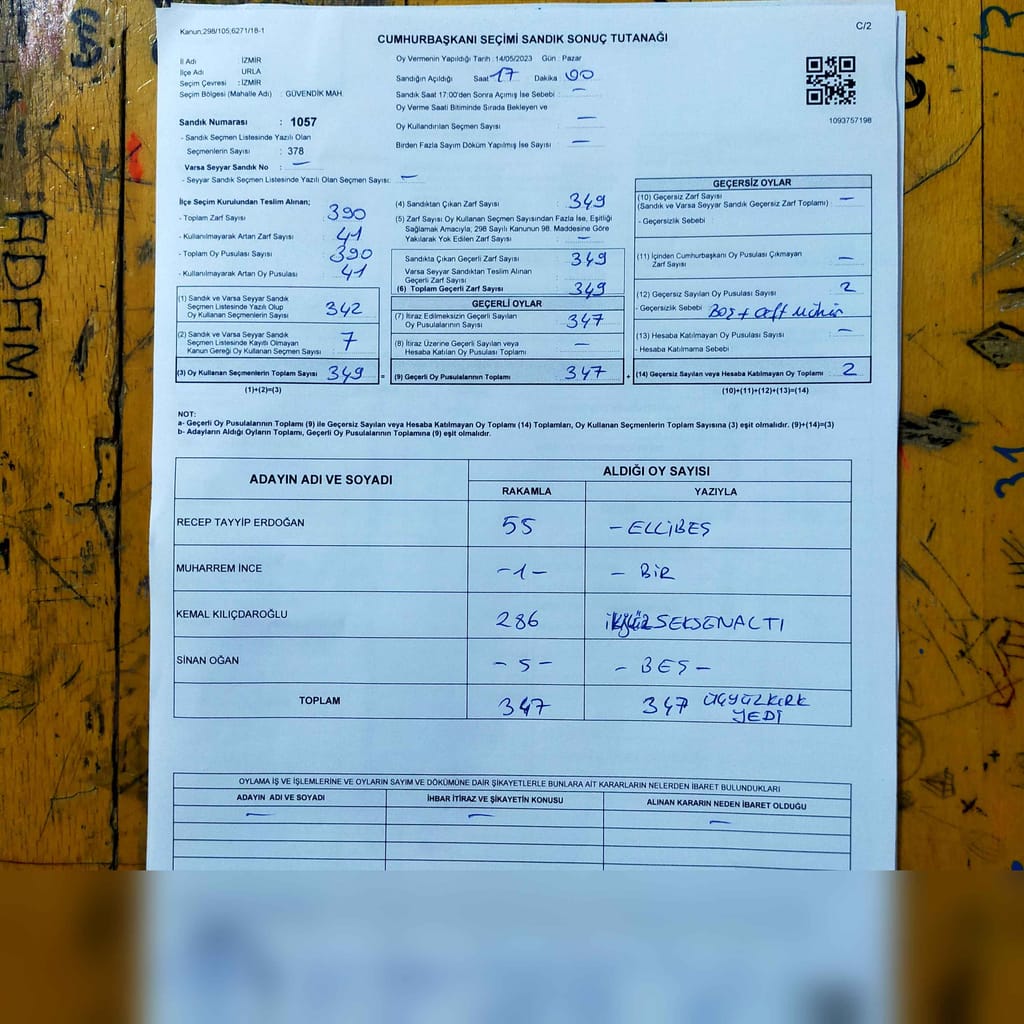 Kanun;298/105;6271/18-1
C/2
CUMHURBAŞKANI SEÇİMİ SANDIK SONUÇ TUTANAĞI
İl Adı İZMİR
İlçe Adı URLA
Seçim Çevresi : İZMİR
Seçim Bölgesi (Mahalle Adı) : GÜVENDİK MAH.
Oy Vermenin Yapıldığı Tarih : 14/05/2023 Gün : Pazar
Sandığın Açıldığı Saat 17 Dakika 00
Sandık Saat 17:00'den Sonra Açımış İse Sebebi : —
Oy Verme Saati Bitiminde Sırada Bekleyen ve
Oy Kullandırılan Seçmen Sayısı —
Birden Fazla Sayım Döküm Yapılmış İse Sayısı : —
1093757198
Sandık Numarası : 1057
- Sandık Seçmen Listesinde Yazılı Olan
Seçmenlerin Sayısı : 378
Varsa Seyyar Sandık No : —
- Seyyar Sandık Seçmen Listesinde Yazılı Olan Seçmen Sayısı: —
İlçe Seçim Kurulundan Teslim Alınan;
- Toplam Zarf Sayısı : 390
- Kullanılmayarak Artan Zarf Sayısı : 41
- Toplam Oy Pusulası Sayısı : 390
- Kullanılmayarak Artan Oy Pusulası : 41
(1) Sandık ve Varsa Seyyar Sandık
Seçmen Listesinde Yazılı Olup
Oy Kullanan Seçmenlerin Sayısı : 342
(2) Sandık ve Varsa Seyyar Sandık
Seçmen Listesinde Kayıtlı Olmayan
Kanun Gereği Oy Kullanan Seçmen Sayısı : 7
(3) Oy Kullanan Seçmenlerin Toplam Sayısı : 349 =
(1)+(2)=(3)
(4) Sandıktan Çıkan Zarf Sayısı : 349
(5) Zarf Sayısı Oy Kullanan Seçmen Sayısından Fazla İse, Eşitliği
Sağlamak Amacıyla; 298 Sayılı Kanunun 98. Maddesine Göre
Yakılarak Yok Edilen Zarf Sayısı : —
Sandıkta Çıkan Geçerli Zarf Sayısı : 349
Varsa Seyyar Sandıktan Teslim Alınan
Geçerli Zarf Sayısı :
(6) Toplam Geçerli Zarf Sayısı : 349
GEÇERLİ OYLAR
(7) İtiraz Edilmeksizin Geçerli Sayılan
Oy Pusulalarının Sayısı : 347
(8) İtiraz Üzerine Geçerli Sayılan veya
Hesaba Katılan Oy Pusulası Toplamı : —
(9) Geçerli Oy Pusulalarının Toplamı : 347 +
GEÇERSİZ OYLAR
(10) Geçersiz Zarf Sayısı
(Sandık ve Varsa Seyyar Sandık Geçersiz Zarf Toplamı) : —
- Geçersizlik Sebebi :
(11) İçinden Cumhurbaşkanı Oy Pusulası Çıkmayan
Zarf Sayısı : —
(12) Geçersiz Sayılan Oy Pusulası Sayısı : 2
- Geçersizlik Sebebi : Boş + Çift Mühür
(13) Hesaba Katılmayan Oy Pusulası Sayısı : —
- Hesaba Katılmama Sebebi
(14) Geçersiz Sayılan veya Hesaba Katılmayan Oy Toplamı : 2
(10)+(11)+(12)+(13)=(14)
NOT:
a- Geçerli Oy Pusulalarının Toplamı (9) ile Geçersiz Sayılan veya Hesaba Katılmayan Oy Toplamı (14) Toplamları, Oy Kullanan Seçmenlerin Toplam Sayısına (3) eşit olmalıdır. (9)+(14)=(3)
b- Adayların Aldığı Oyların Toplamı, Geçerli Oy Pusulalarının Toplamına (9) eşit olmalıdır.
ADAYIN ADI VE SOYADI ALDIĞI OY SAYISI
RAKAMLA YAZIYLA
RECEP TAYYİP ERDOĞAN 55 - ELLİBEŞ
MUHARREM İNCE -1- - BİR
KEMAL KILIÇDAROĞLU 286 İKİYÜZSEKSENALTI
SİNAN OĞAN -5- - BEŞ -
TOPLAM 347 347 ÜÇYÜZKIRK
YEDİ
OYLAMA İŞ VE İŞLEMLERİNE VE OYLARIN SAYIM VE DÖKÜMÜNE DAİR ŞİKAYETLERLE BUNLARA AİT KARARLARIN NELERDEN İBARET BULUNDUKLARI
ADAYIN ADI VE SOYADI İHBAR İTİRAZ VE ŞİKAYETİN KONUSU ALINAN KARARIN NEDEN İBARET OLDUĞU
— — —
ADEM